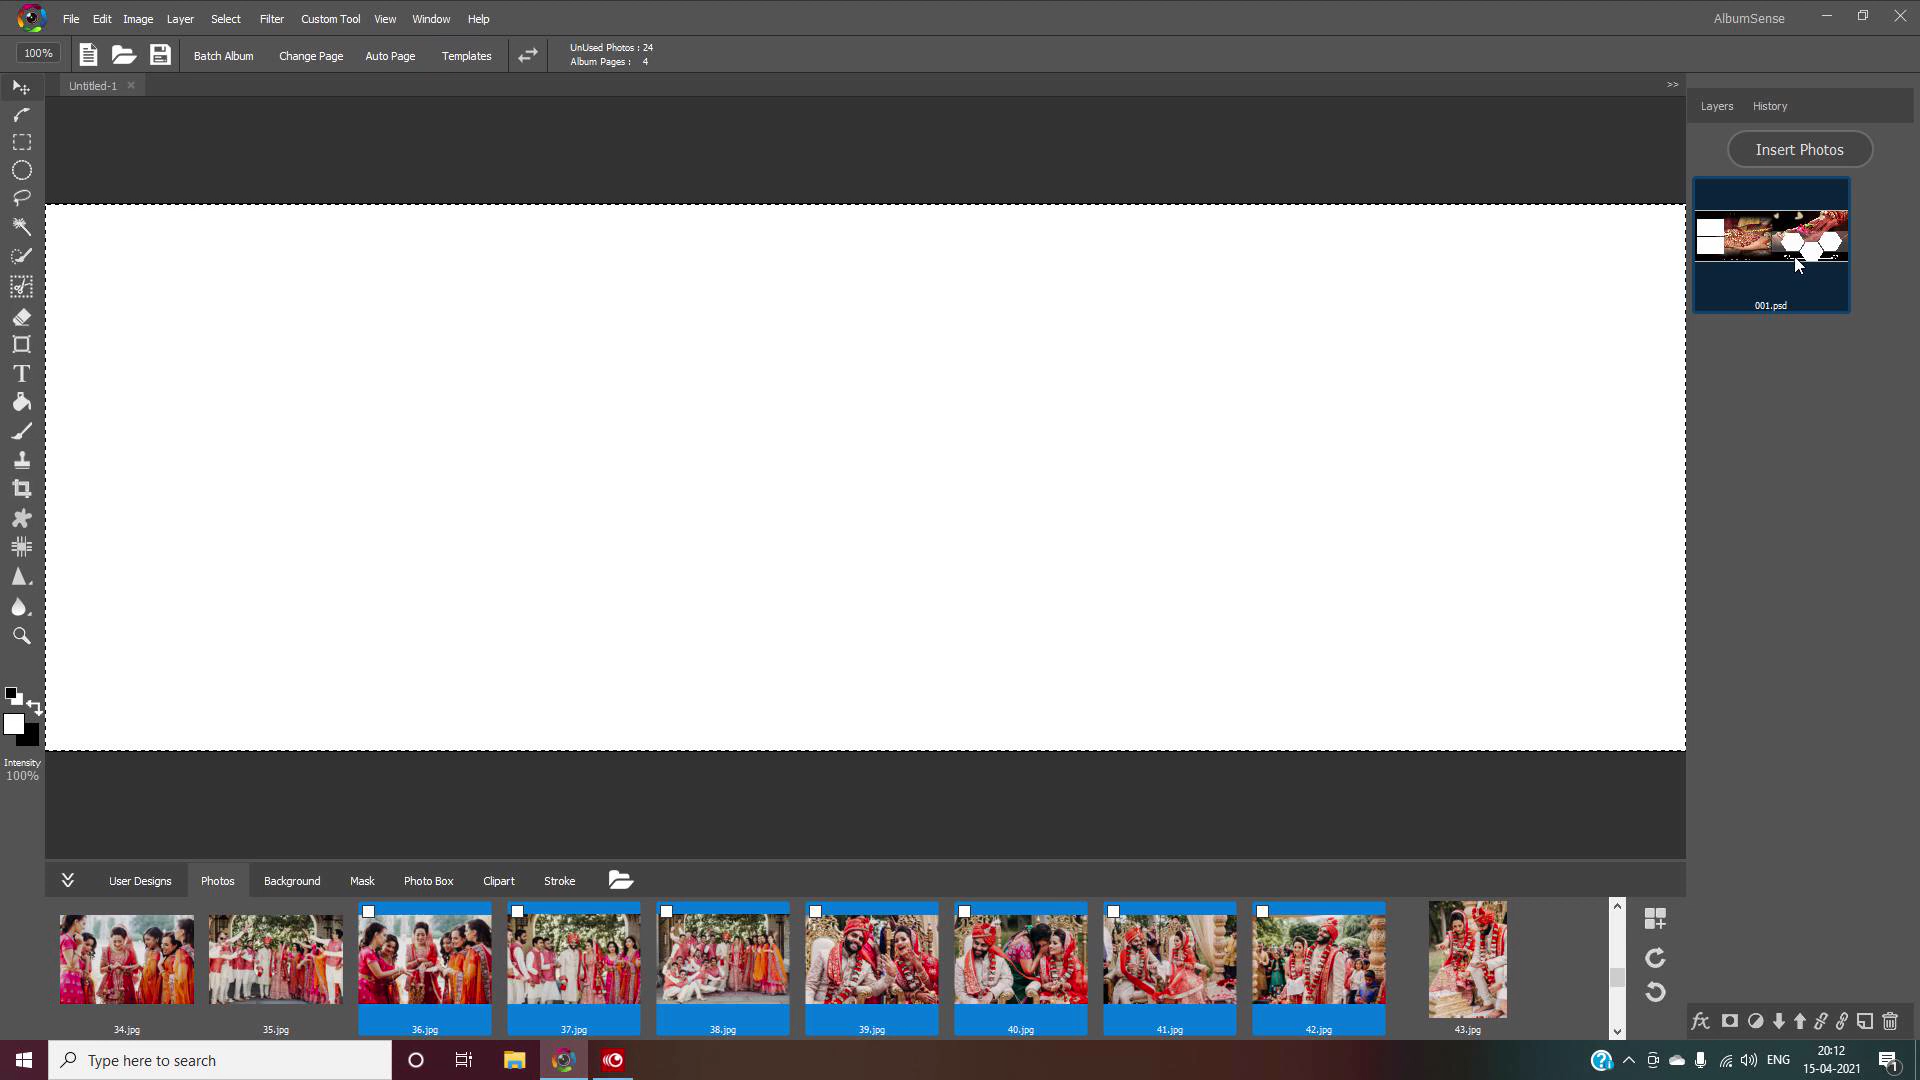 File Edit Image Layer Select Filter Custom Tool View Window Help AlbumSense
100% Batch Album Change Page Auto Page Templates
UnUsed Photos : 24
Album Pages : 4
Untitled-1 >>
Layers History
Insert Photos
001.psd
T
Intensity
100%
User Designs Photos Background Mask Photo Box Clipart Stroke
34.jpg 35.jpg 36.jpg 37.jpg 38.jpg 39.jpg 40.jpg 41.jpg 42.jpg 43.jpg
fx
Type here to search
ENG
20:12
15-04-2021
1